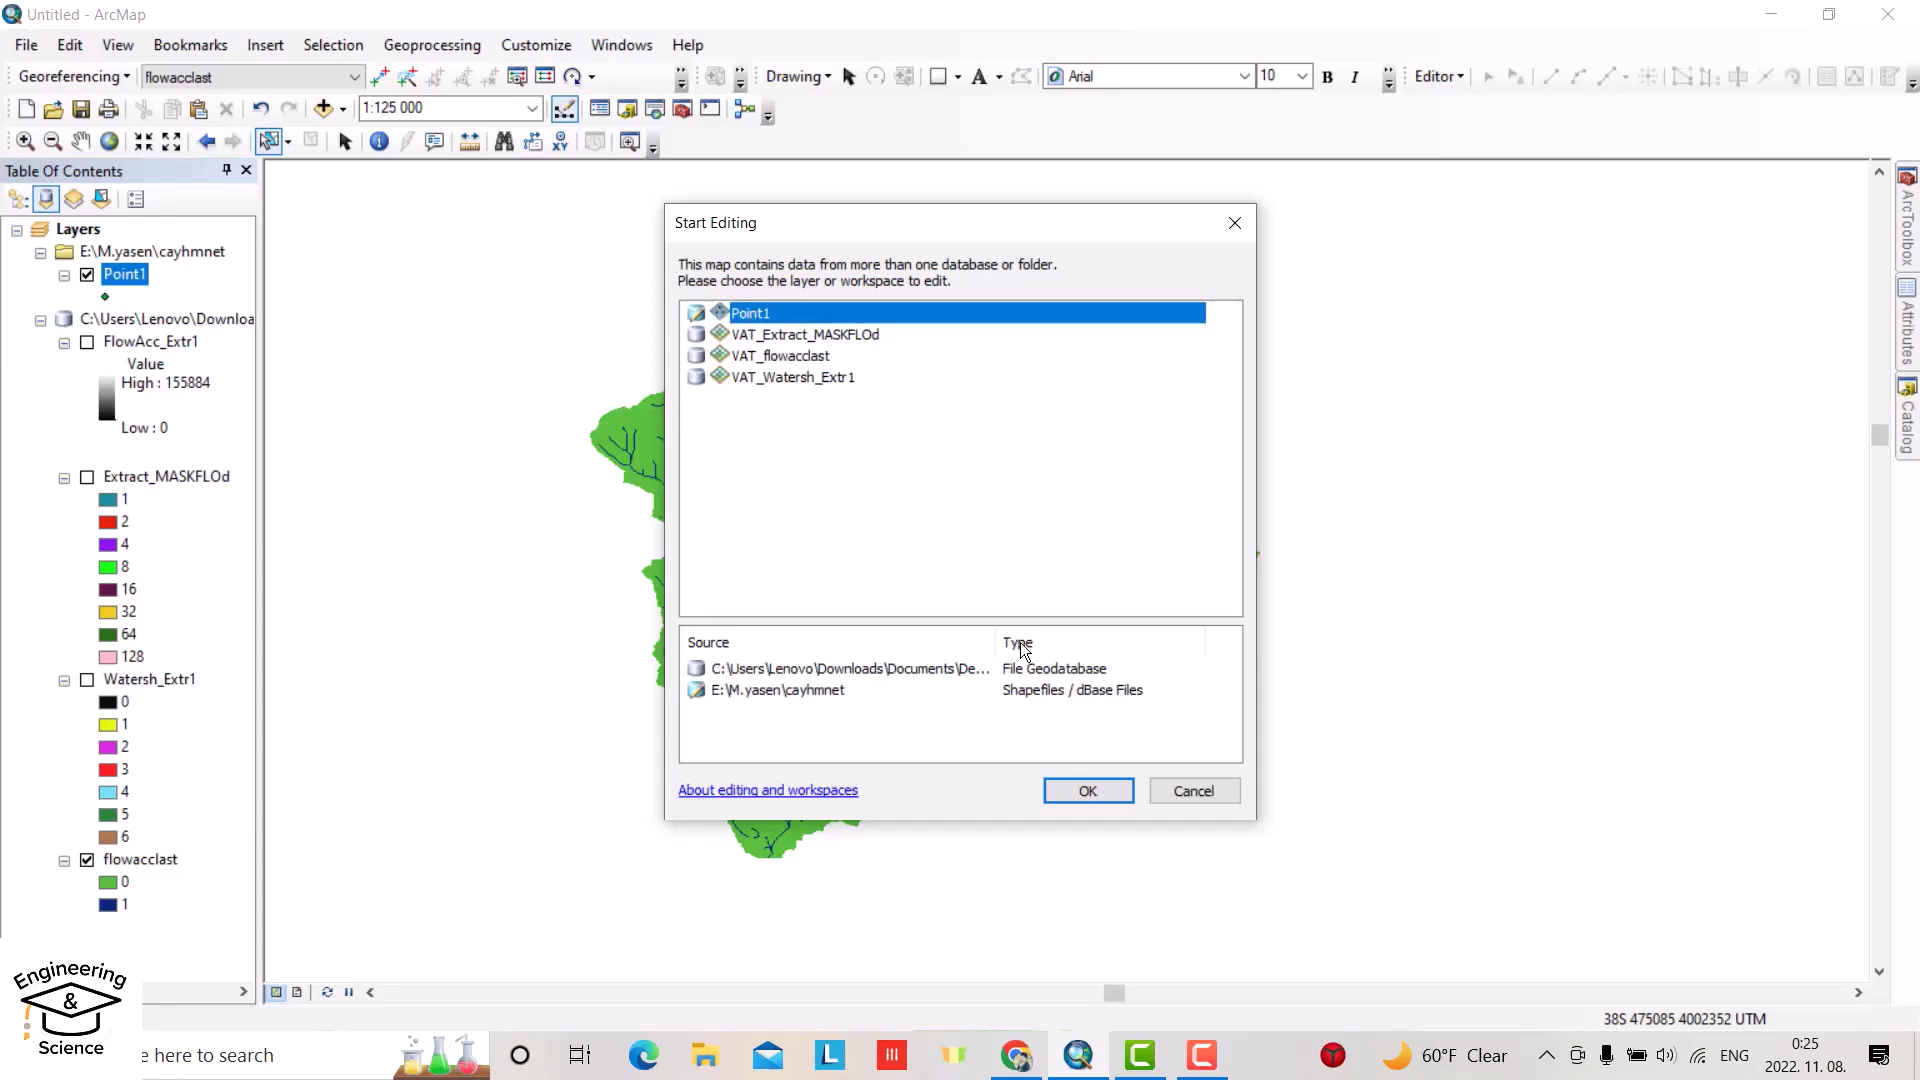 Untitled - ArcMap
File Edit View Bookmarks Insert Selection Geoprocessing Customize Windows Help
Georeferencing flowacclast Drawing A Arial 10 B I Editor
1:125 000
Table Of Contents
Layers
E:\M.yasen\cayhmnet
Point1
C:\Users\Lenovo\Downloa
FlowAcc_Extr1
Value
High : 155884
Low : 0
Extract_MASKFLOd
1
2
4
8
16
32
64
128
Watersh_Extr1
0
1
2
3
4
5
6
flowacclast
0
1
Start Editing
This map contains data from more than one database or folder.
Please choose the layer or workspace to edit.
Point1
VAT_Extract_MASKFLOd
VAT_flowacclast
VAT_Watersh_Extr1
Source Type
C:\Users\Lenovo\Downloads\Documents\De... File Geodatabase
E:\M.yasen\cayhmnet Shapefiles / dBase Files
About editing and workspaces OK Cancel
ArcToolbox
Attributes
Catalog
38S 475085 4002352 UTM
Engineering
&
Science
e here to search
60°F Clear
ENG
0:25
2022. 11. 08.